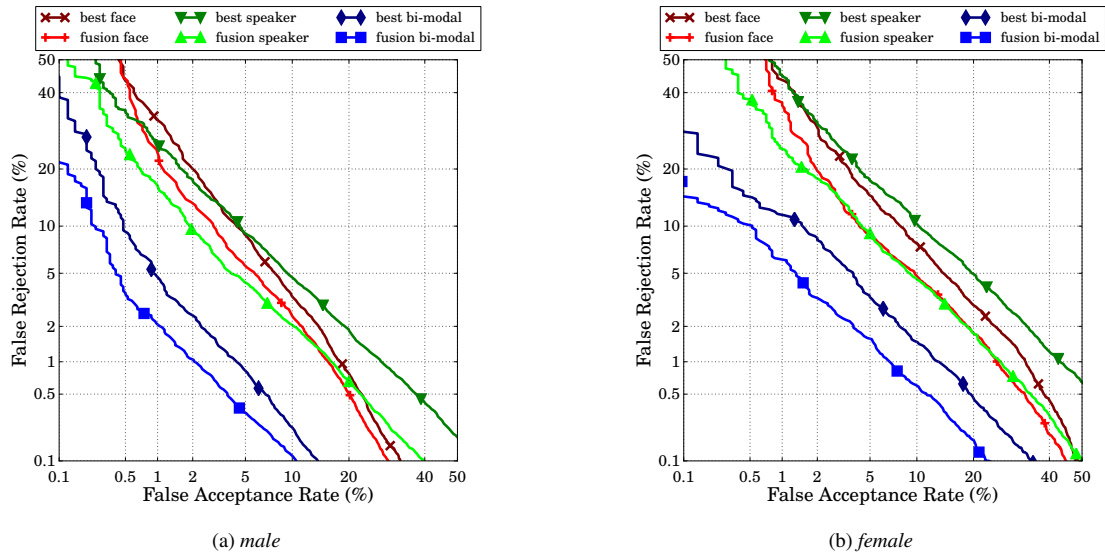 best face best speaker best bi-modal
fusion face fusion speaker fusion bi-modal
50
40
20
10
5
2
1
0.5
0.1
False Rejection Rate (%)
0.1 0.5 1 2 5 10 20 40 50
False Acceptance Rate (%)
(a) male
best face best speaker best bi-modal
fusion face fusion speaker fusion bi-modal
50
40
20
10
5
2
1
0.5
0.1
False Rejection Rate (%)
0.1 0.5 1 2 5 10 20 40 50
False Acceptance Rate (%)
(b) female